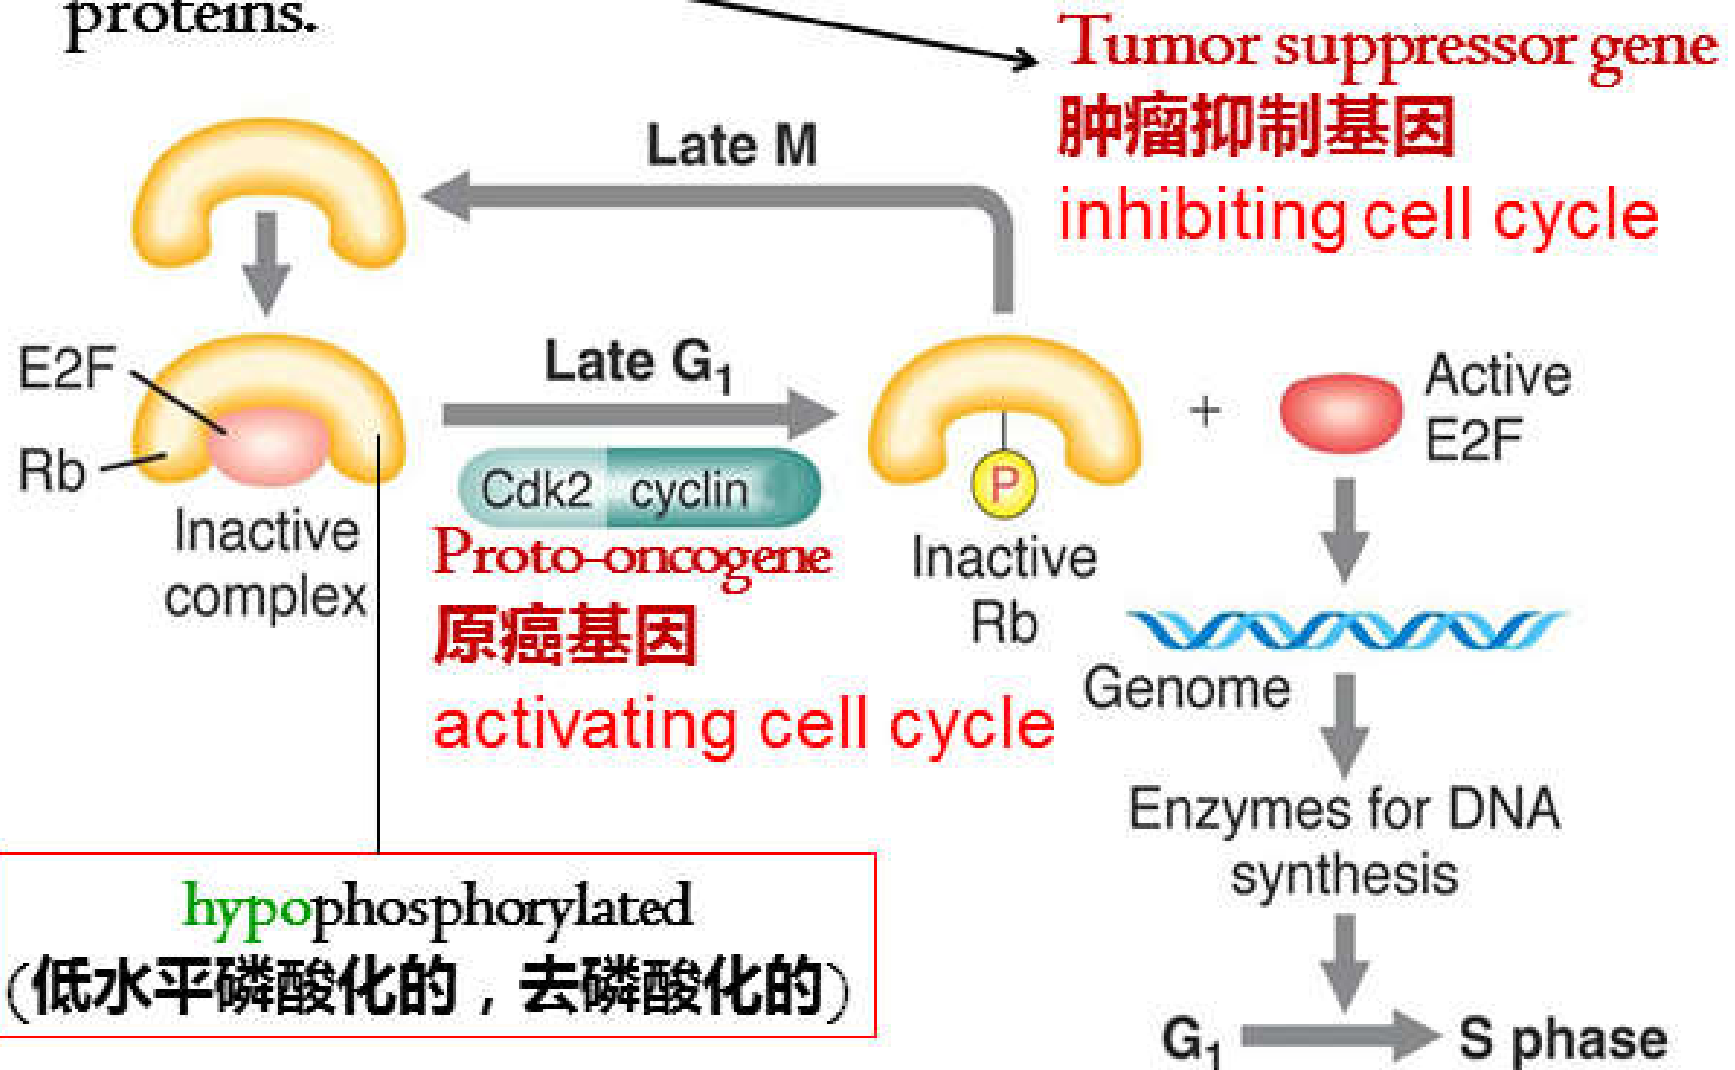 proteins.
Tumor suppressor gene
肿瘤抑制基因
inhibiting cell cycle
Late M
E2F
Rb
Inactive
complex
Late G₁
Cdk2 cyclin
Proto-oncogene
原癌基因
activating cell cycle
P
Inactive
Rb
+
Active
E2F
Genome
Enzymes for DNA
synthesis
G₁
S phase
hypophosphorylated
(低水平磷酸化的，去磷酸化的)